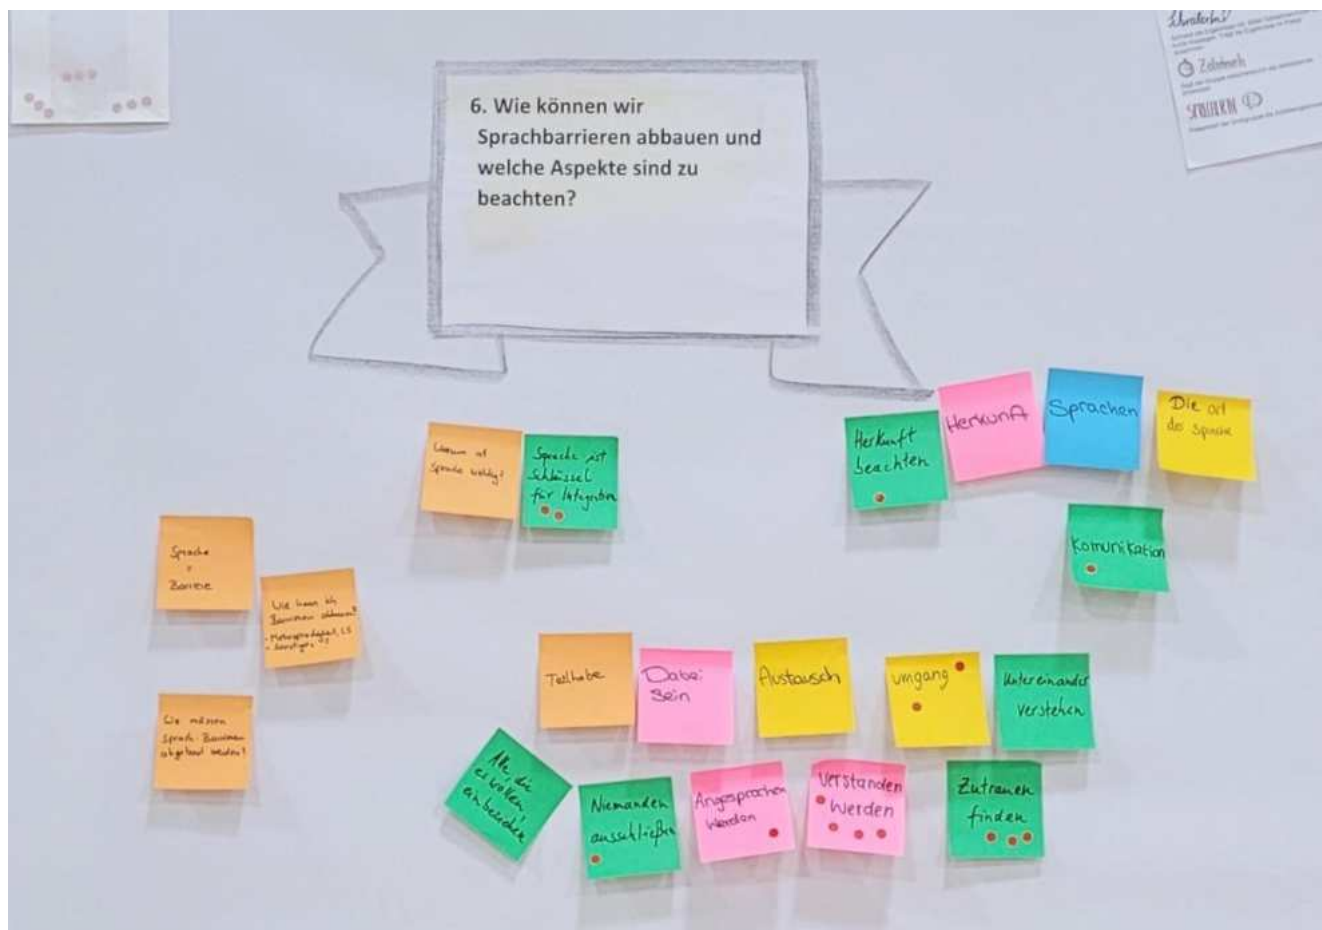 6. Wie können wir
Sprachbarrieren abbauen und
welche Aspekte sind zu
beachten?
Zeitdruck
Herkunft
beachten
Herkunft
Sprachen
Die art
der Sprache
Komunikation
Warum ist
Sprache wichtig?
Sprache ist
Schlüssel
für Integration
Sprache
Barriere
Wie kann ich
Barrieren abbauen?
Wie müssen
Sprach-Barrieren
abgebaut werden?
Teilhabe
Dabei
Sein
Austausch
umgang
Untereinander
verstehen
Alle, die
es wollen,
einbeziehen
Niemanden
ausschließen
Angesprochen
Werden
Verstanden
Werden
Zutrauen
finden